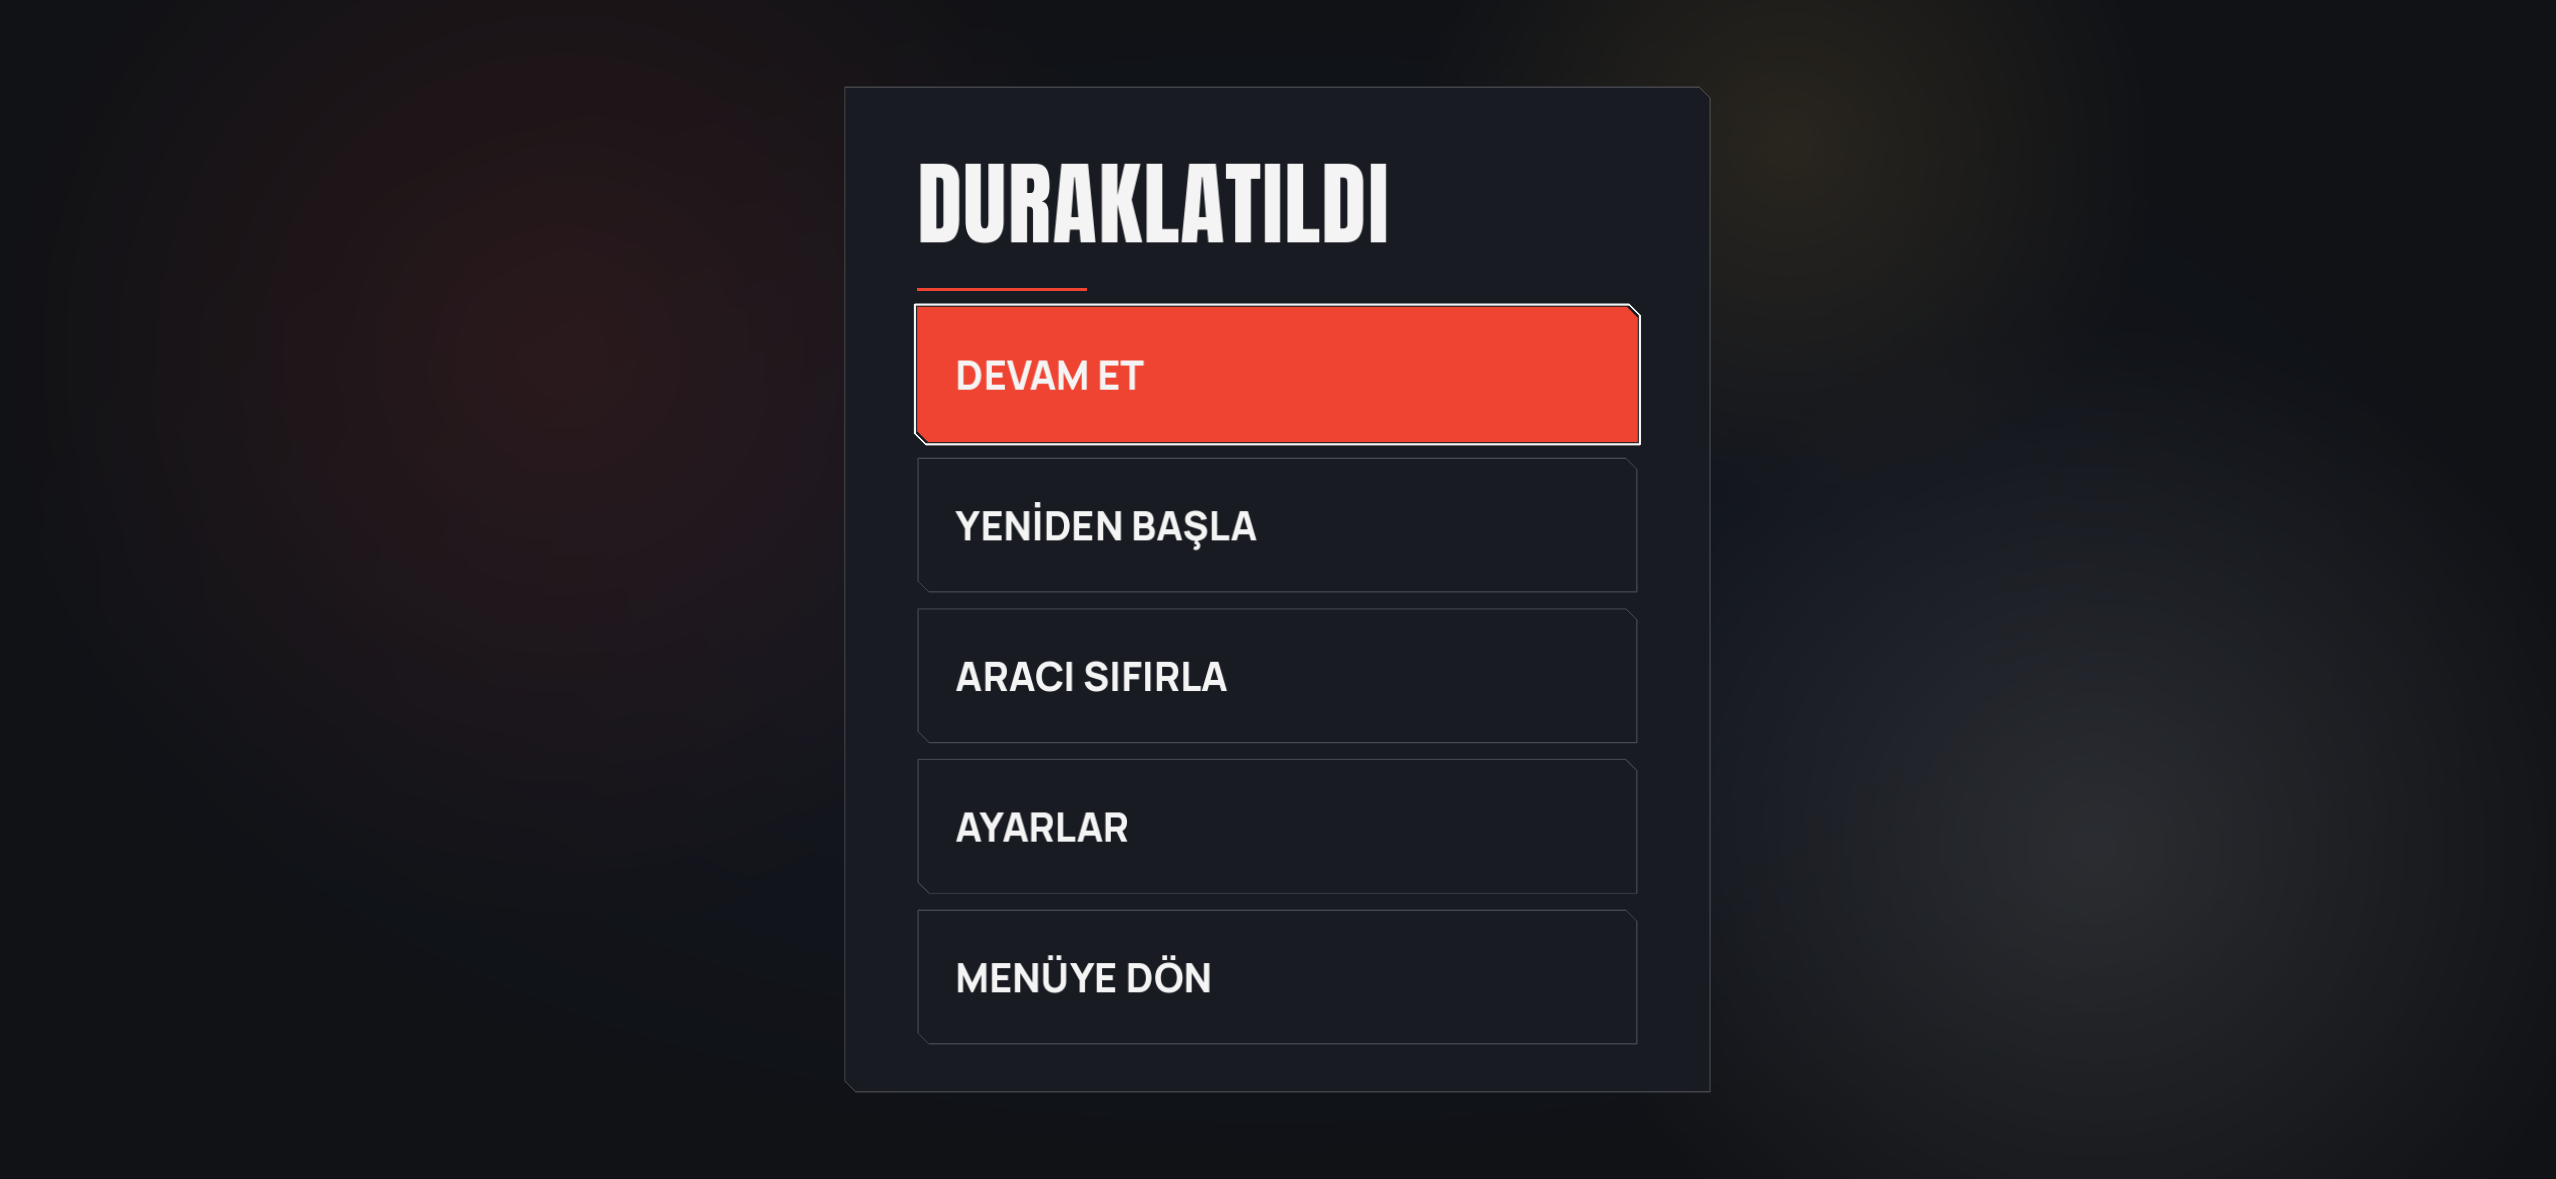 DURAKLATILDI
DEVAM ET
YENİDEN BAŞLA
ARACI SIFIRLA
AYARLAR
MENÜYE DÖN